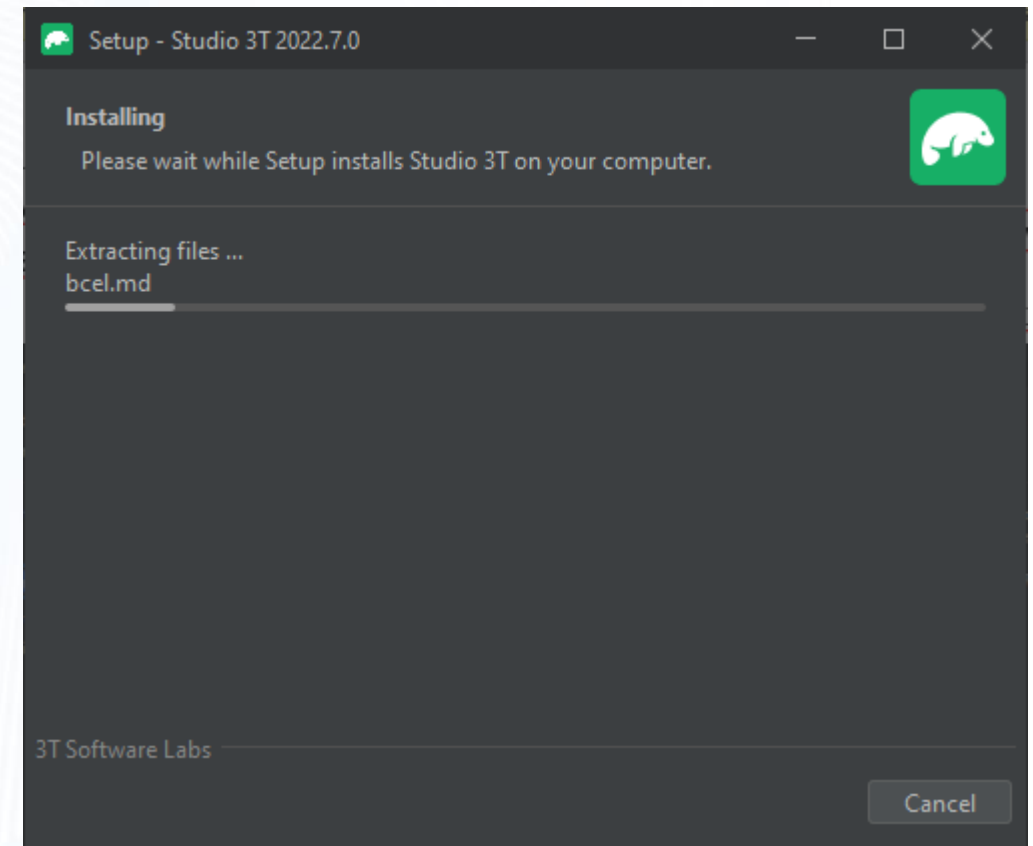 Setup - Studio 3T 2022.7.0
Installing
Please wait while Setup installs Studio 3T on your computer.
Extracting files ...
bcel.md
3T Software Labs
Cancel